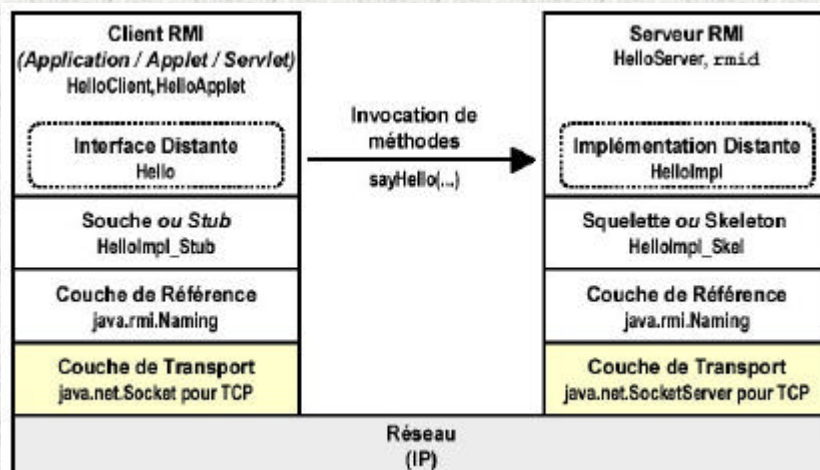 Client RMI
(Application / Applet / Servlet)
HelloClient,HelloApplet
Interface Distante
Hello
Souche ou Stub
HelloImpl_Stub
Couche de Référence
java.rmi.Naming
Couche de Transport
java.net.Socket pour TCP
Invocation de
méthodes
sayHello(...)
Serveur RMI
HelloServer, rmid
Implémentation Distante
HelloImpl
Squelette ou Skeleton
HelloImpl_Skel
Couche de Référence
java.rmi.Naming
Couche de Transport
java.net.SocketServer pour TCP
Réseau
(IP)